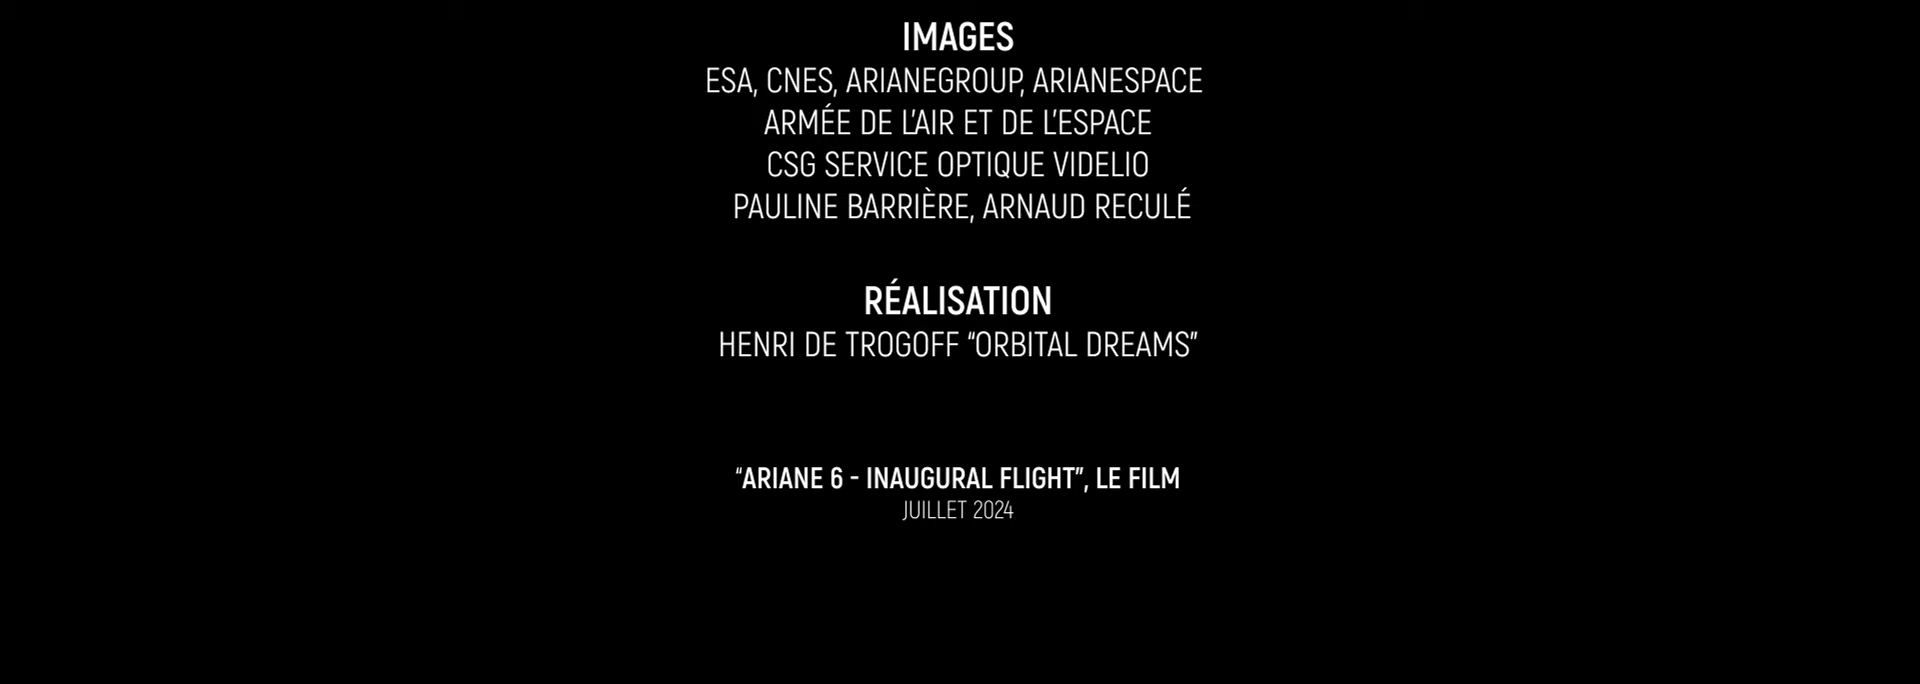 IMAGES
ESA, CNES, ARIANEGROUP, ARIANESPACE
ARMÉE DE L'AIR ET DE L'ESPACE
CSG SERVICE OPTIQUE VIDELIO
PAULINE BARRIÈRE, ARNAUD RECULÉ
RÉALISATION
HENRI DE TROGOFF “ORBITAL DREAMS”
“ARIANE 6 - INAUGURAL FLIGHT”, LE FILM
JUILLET 2024